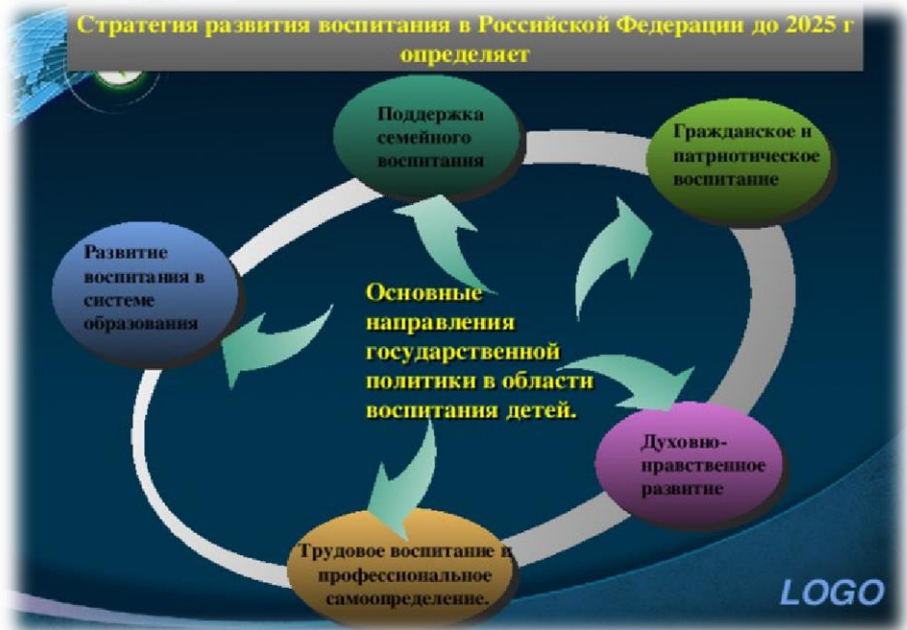 Стратегия развития воспитания в Российской Федерации до 2025 г
определяет
Поддержка
семейного
воспитания
Гражданское и
патриотическое
воспитание
Развитие
воспитания в
системе
образования
Основные
направления
государственной
политики в области
воспитания детей.
Духовно-
нравственное
развитие
Трудовое воспитание и
профессиональное
самоопределение.
LOGO